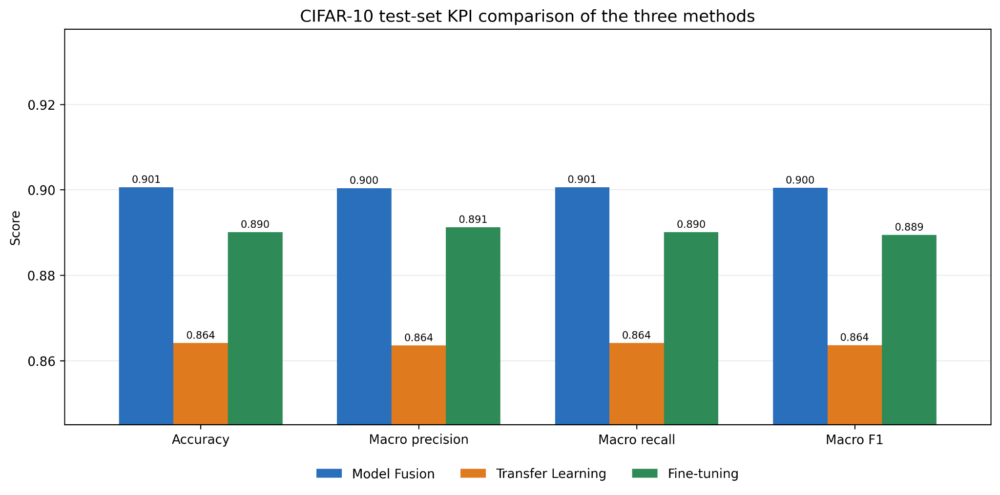 CIFAR-10 test-set KPI comparison of the three methods
Score
0.92
0.90
0.88
0.86
0.901
0.864
0.890
0.900
0.864
0.891
0.901
0.864
0.890
0.900
0.864
0.889
Accuracy
Macro precision
Macro recall
Macro F1
Model Fusion
Transfer Learning
Fine-tuning